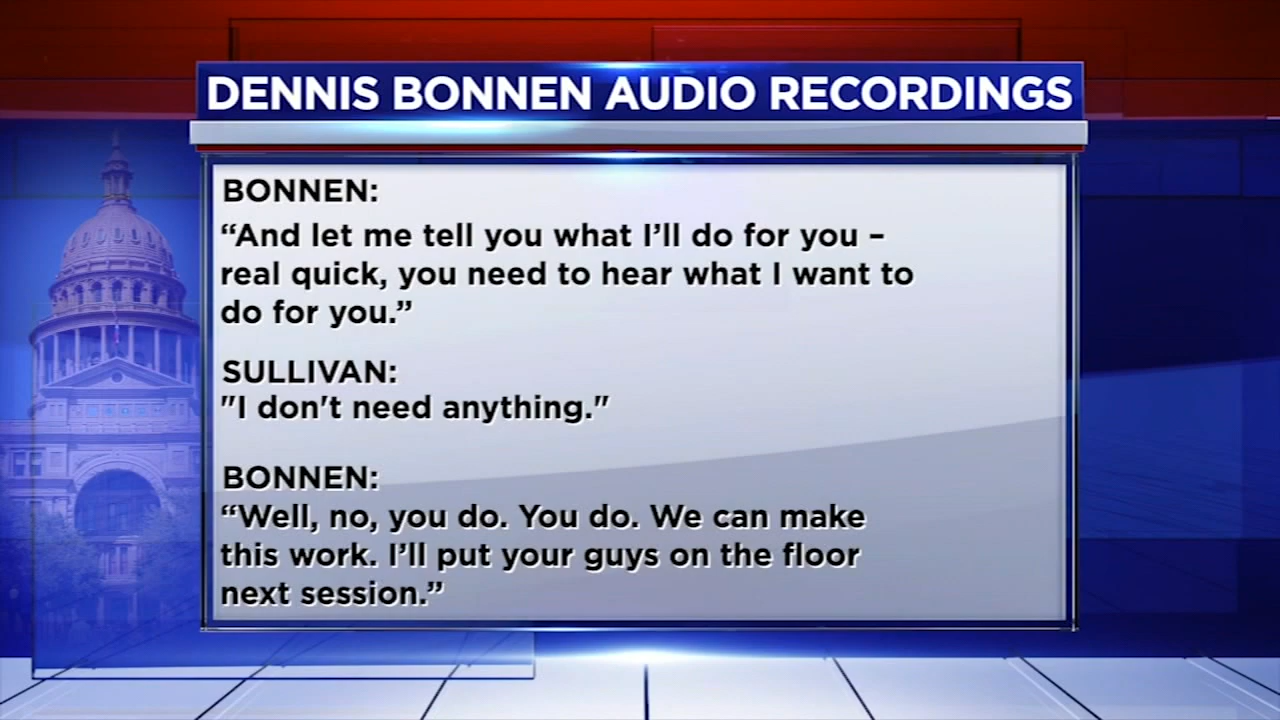 DENNIS BONNEN AUDIO RECORDINGS
BONNEN:
“And let me tell you what I’ll do for you –
real quick, you need to hear what I want to
do for you.”
SULLIVAN:
"I don't need anything."
BONNEN:
“Well, no, you do. You do. We can make
this work. I’ll put your guys on the floor
next session.”